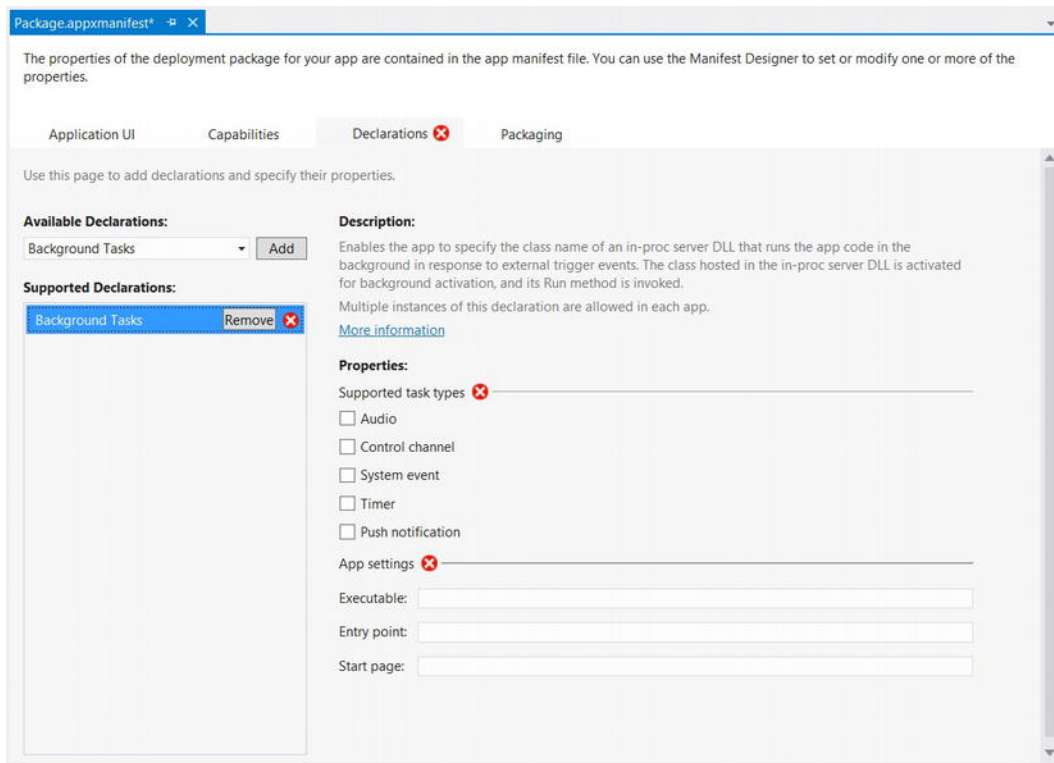 Package.appxmanifest*
The properties of the deployment package for your app are contained in the app manifest file. You can use the Manifest Designer to set or modify one or more of the
properties.
Application UI Capabilities Declarations Packaging
Use this page to add declarations and specify their properties.
Available Declarations:
Background Tasks Add
Supported Declarations:
Background Tasks Remove
Description:
Enables the app to specify the class name of an in-proc server DLL that runs the app code in the
background in response to external trigger events. The class hosted in the in-proc server DLL is activated
for background activation, and its Run method is invoked.
Multiple instances of this declaration are allowed in each app.
More information
Properties:
Supported task types
Audio
Control channel
System event
Timer
Push notification
App settings
Executable:
Entry point:
Start page: